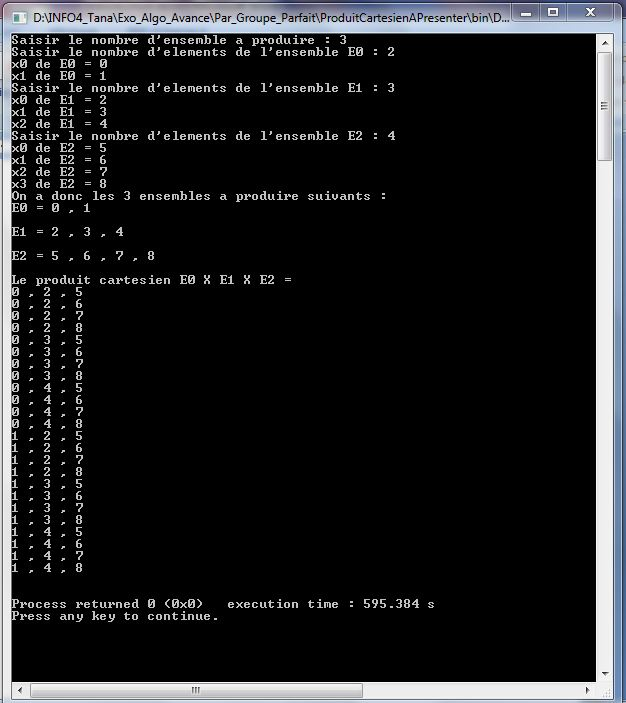 D:\INFO4_Tana\Exo_Algo_Avance\Par_Groupe_Parfait\ProduitCartesienAPresenter\bin\D...
Saisir le nombre d'ensemble a produire : 3
Saisir le nombre d'elements de l'ensemble E0 : 2
x0 de E0 = 0
x1 de E0 = 1
Saisir le nombre d'elements de l'ensemble E1 : 3
x0 de E1 = 2
x1 de E1 = 3
x2 de E1 = 4
Saisir le nombre d'elements de l'ensemble E2 : 4
x0 de E2 = 5
x1 de E2 = 6
x2 de E2 = 7
x3 de E2 = 8
On a donc les 3 ensembles a produire suivants :
E0 = 0 , 1
E1 = 2 , 3 , 4
E2 = 5 , 6 , 7 , 8
Le produit cartesien E0 X E1 X E2 =
0 , 2 , 5
0 , 2 , 6
0 , 2 , 7
0 , 2 , 8
0 , 3 , 5
0 , 3 , 6
0 , 3 , 7
0 , 3 , 8
0 , 4 , 5
0 , 4 , 6
0 , 4 , 7
0 , 4 , 8
1 , 2 , 5
1 , 2 , 6
1 , 2 , 7
1 , 2 , 8
1 , 3 , 5
1 , 3 , 6
1 , 3 , 7
1 , 3 , 8
1 , 4 , 5
1 , 4 , 6
1 , 4 , 7
1 , 4 , 8
Process returned 0 (0x0)   execution time : 595.384 s
Press any key to continue.